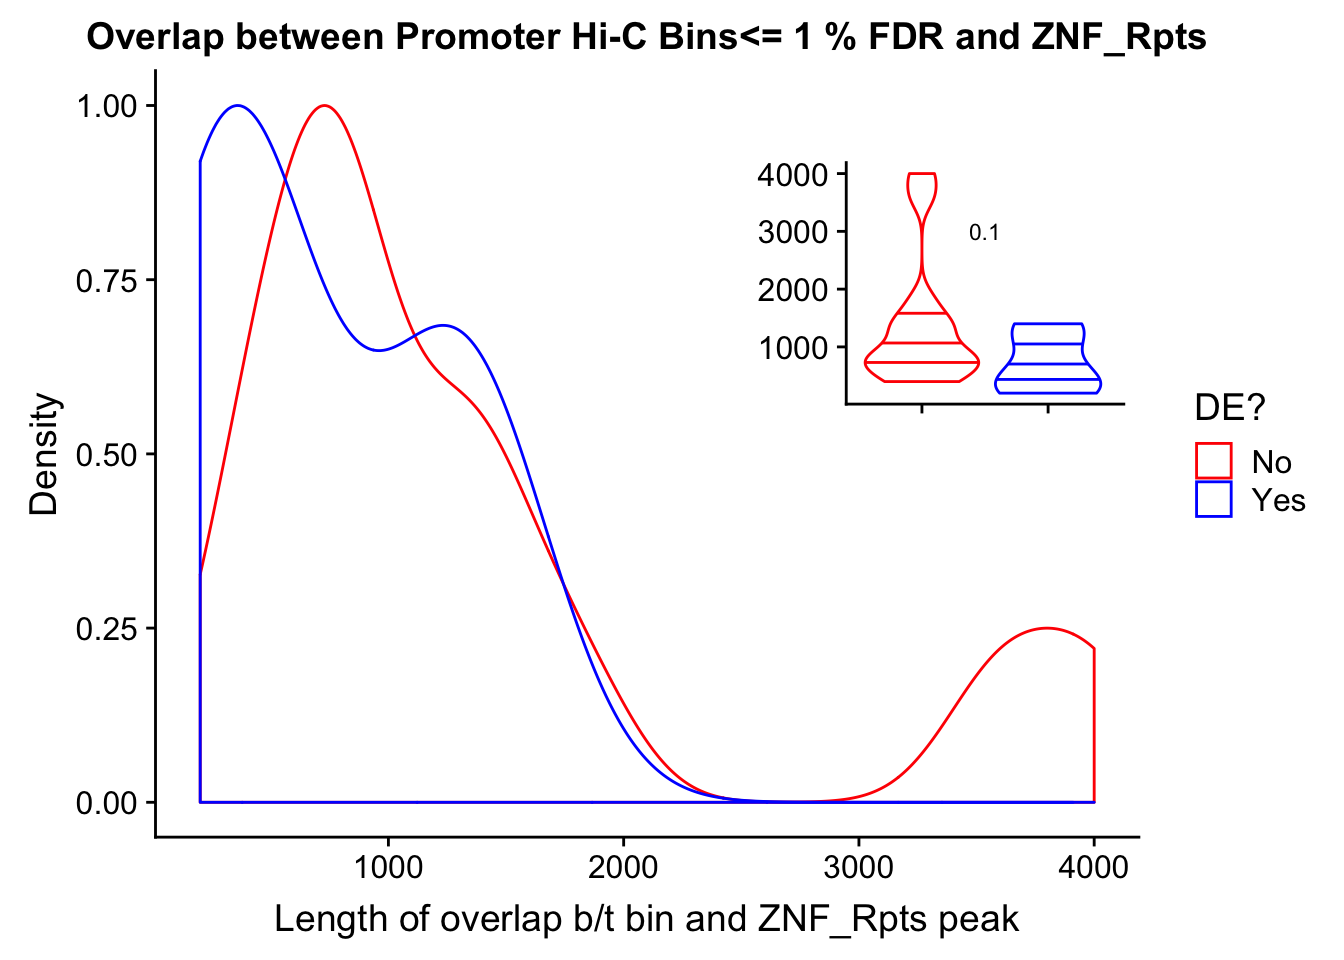 Overlap between Promoter Hi-C Bins<= 1 % FDR and ZNF_Rpts
1.00
0.75
0.50
0.25
0.00
Density
1000
2000
3000
4000
Length of overlap b/t bin and ZNF_Rpts peak
4000
3000
2000
1000
0.1
DE?
No
Yes